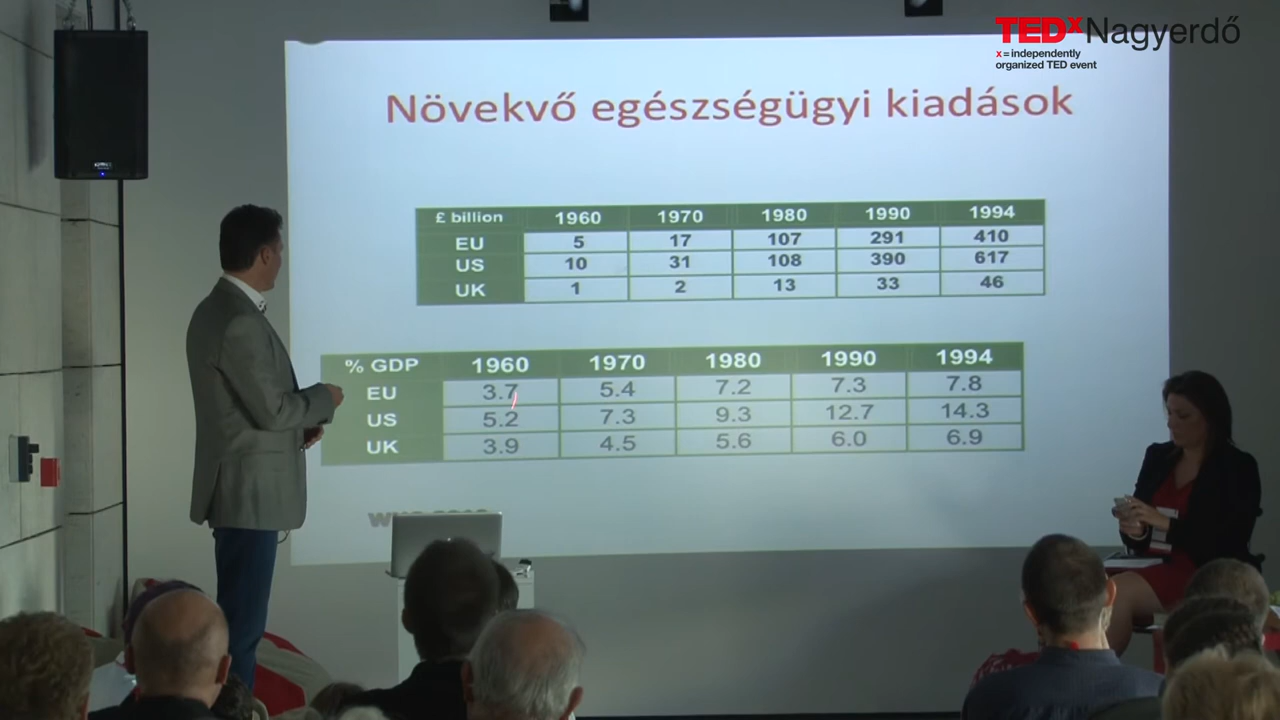 TEDxNagyerdő
x = independently
organized TED event
Növekvő egészségügyi kiadások
£ billion 1960 1970 1980 1990 1994
EU 5 17 107 291 410
US 10 31 108 390 617
UK 1 2 13 33 46
% GDP 1960 1970 1980 1990 1994
EU 3.7 5.4 7.2 7.3 7.8
US 5.2 7.3 9.3 12.7 14.3
UK 3.9 4.5 5.6 6.0 6.9